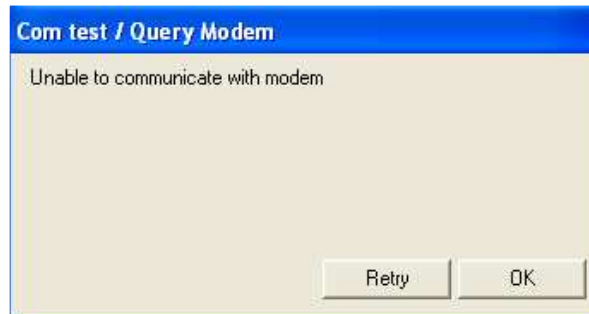 Com test / Query Modem
Unable to communicate with modem
Retry OK